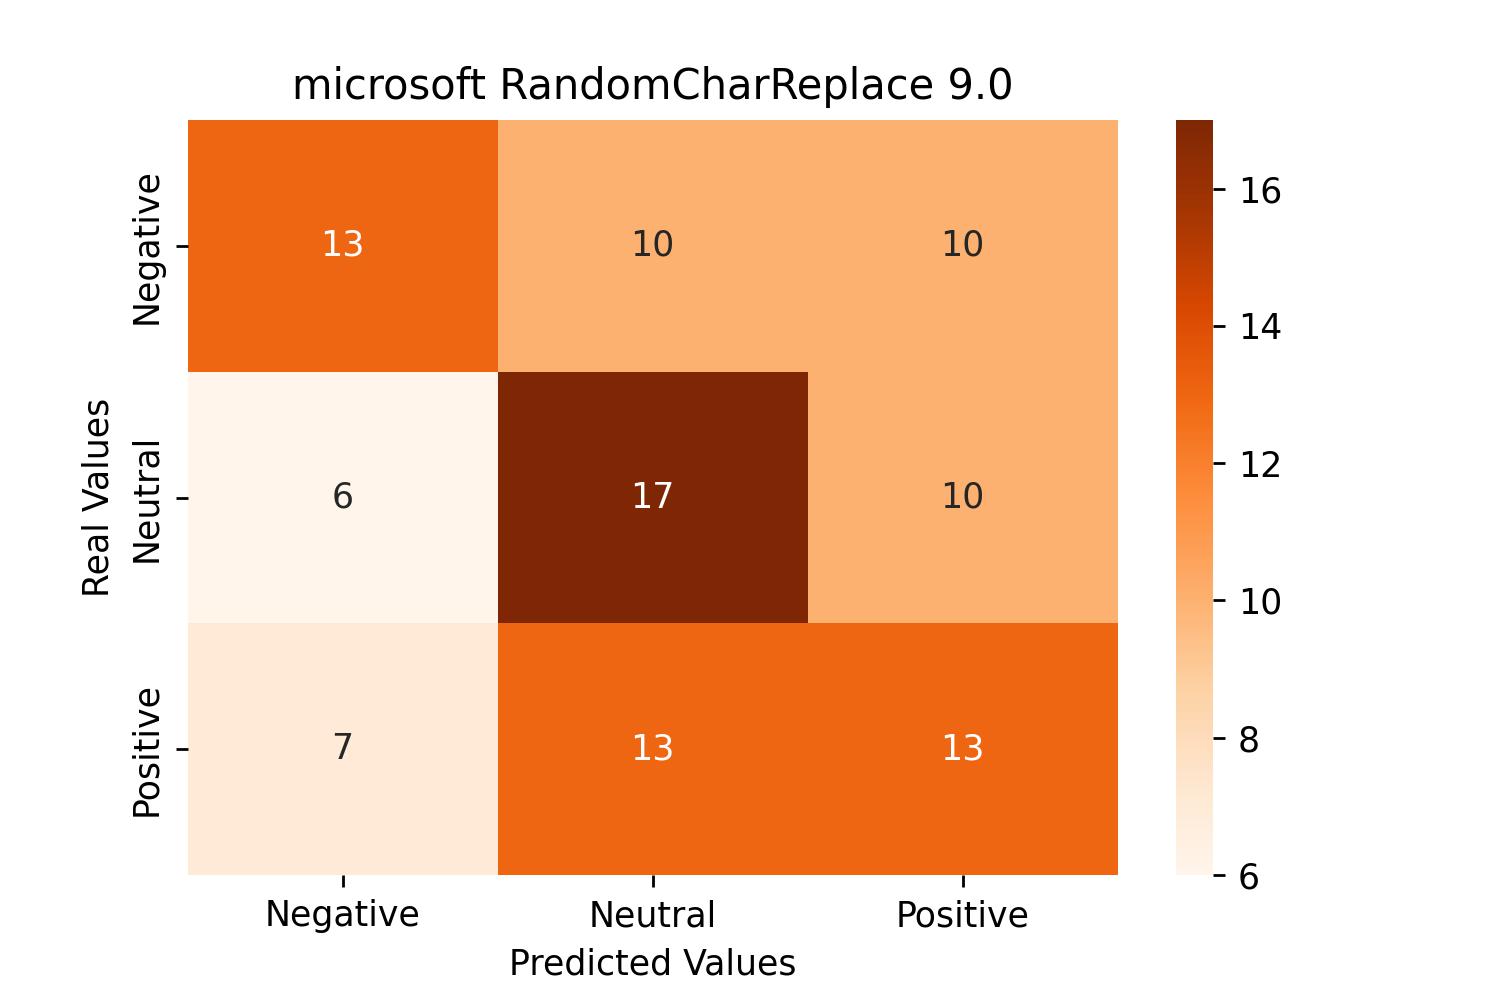 microsoft RandomCharReplace 9.0
Real Values
Negative
13 10 10
Neutral
6 17 10
Positive
7 13 13
Negative Neutral Positive
Predicted Values
16
14
12
10
8
6